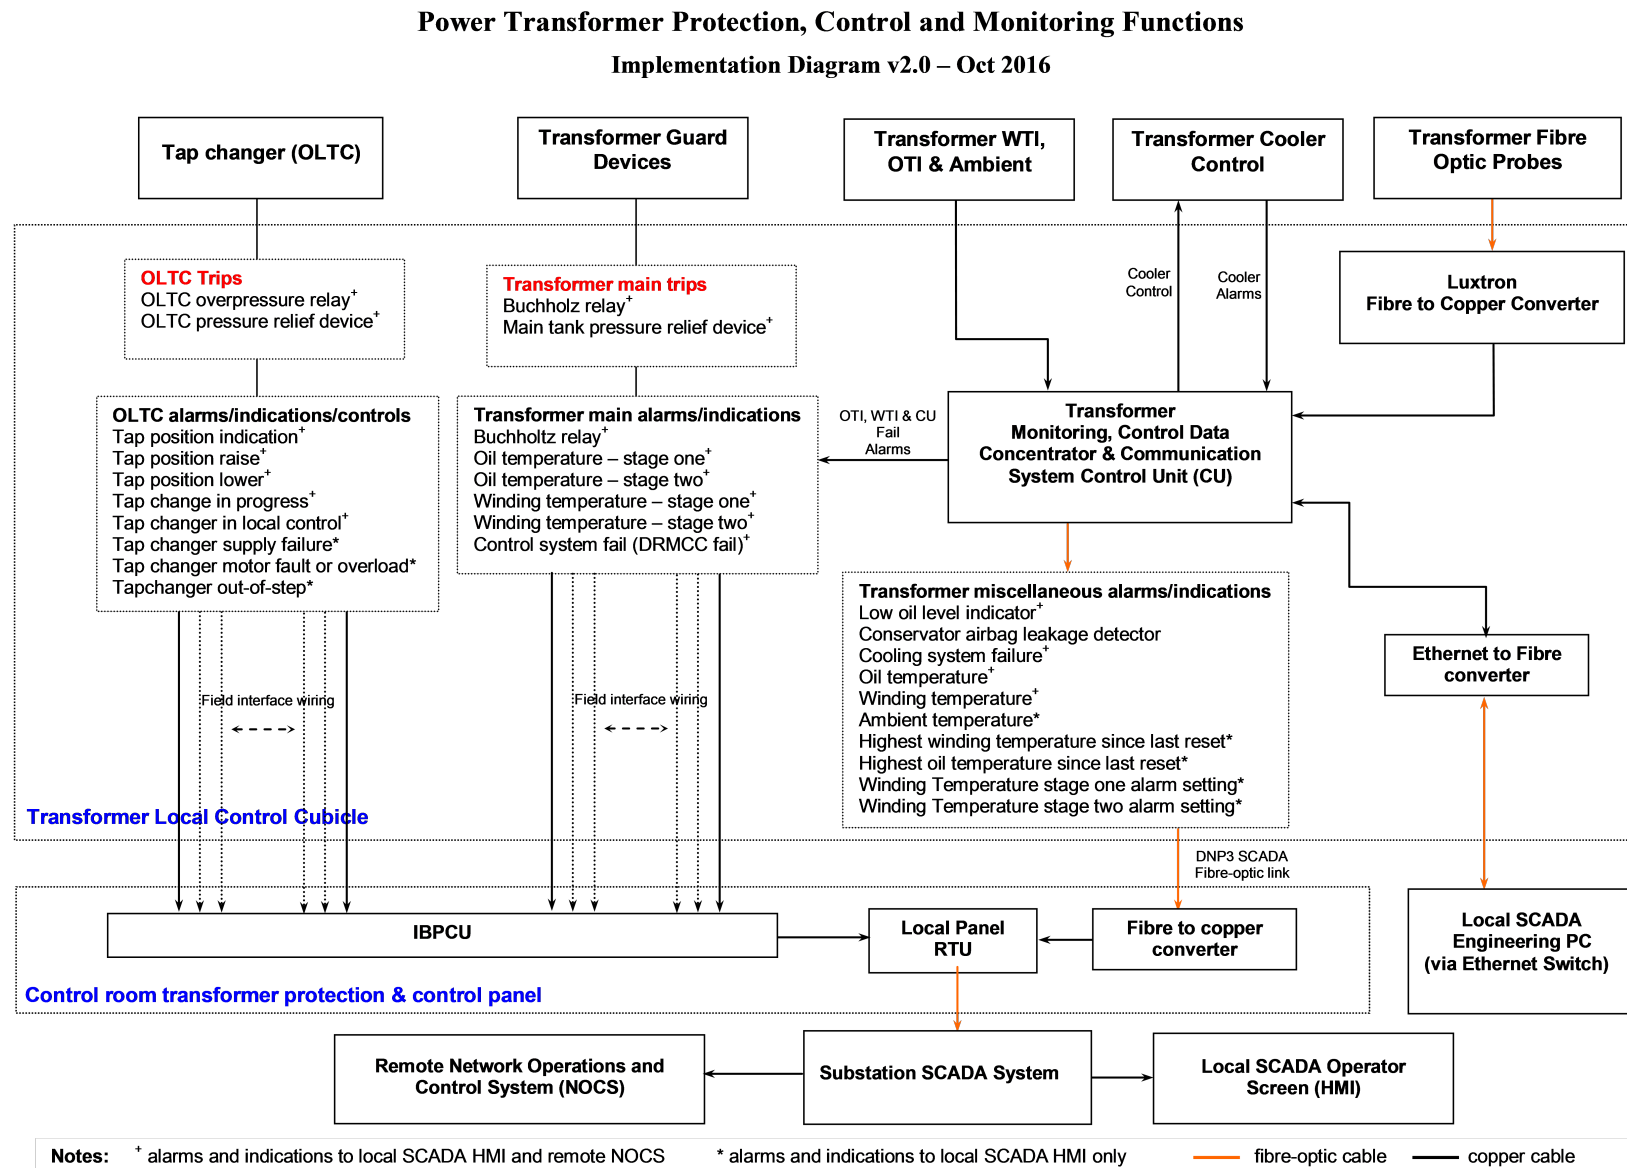 Power Transformer Protection, Control and Monitoring Functions
Implementation Diagram v2.0 – Oct 2016
Tap changer (OLTC)
Transformer Guard
Devices
Transformer WTI,
OTI & Ambient
Transformer Cooler
Control
Transformer Fibre
Optic Probes
OLTC Trips
OLTC overpressure relay+
OLTC pressure relief device+
Transformer main trips
Buchholz relay+
Main tank pressure relief device+
Cooler
Control
Cooler
Alarms
Luxtron
Fibre to Copper Converter
OLTC alarms/indications/controls
Tap position indication+
Tap position raise+
Tap position lower+
Tap change in progress+
Tap changer in local control+
Tap changer supply failure*
Tap changer motor fault or overload*
Tapchanger out-of-step*
Transformer main alarms/indications
Buchholtz relay+
Oil temperature – stage one+
Oil temperature – stage two+
Winding temperature – stage one+
Winding temperature – stage two+
Control system fail (DRMCC fail)+
OTI, WTI & CU
Fail
Alarms
Transformer
Monitoring, Control Data
Concentrator & Communication
System Control Unit (CU)
Transformer miscellaneous alarms/indications
Low oil level indicator+
Conservator airbag leakage detector
Cooling system failure+
Oil temperature+
Winding temperature+
Ambient temperature*
Highest winding temperature since last reset*
Highest oil temperature since last reset*
Winding Temperature stage one alarm setting*
Winding Temperature stage two alarm setting*
Ethernet to Fibre
converter
Field interface wiring
Field interface wiring
Transformer Local Control Cubicle
DNP3 SCADA
Fibre-optic link
IBPCU
Local Panel
RTU
Fibre to copper
converter
Local SCADA
Engineering PC
(via Ethernet Switch)
Control room transformer protection & control panel
Remote Network Operations and
Control System (NOCS)
Substation SCADA System
Local SCADA Operator
Screen (HMI)
Notes: + alarms and indications to local SCADA HMI and remote NOCS * alarms and indications to local SCADA HMI only fibre-optic cable copper cable